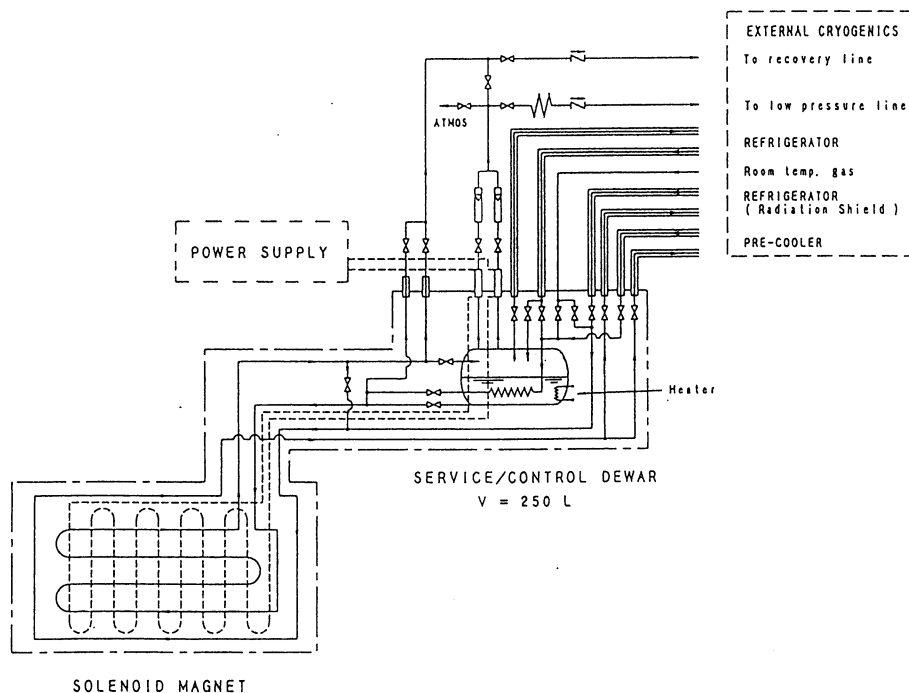 EXTERNAL CRYOGENICS
To recovery line
To low pressure line
ATMOS
REFRIGERATOR
Room temp. gas
REFRIGERATOR
( Radiation Shield )
PRE-COOLER
POWER SUPPLY
Heater
SERVICE/CONTROL DEWAR
V = 250 L
SOLENOID MAGNET